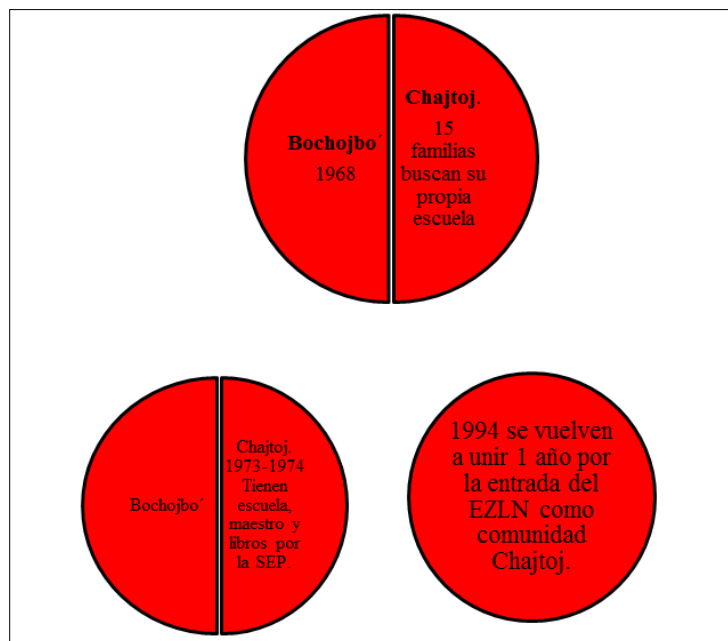 Bochojbo´
1968
Chajtoj.
15
familias
buscan su
propia
escuela
Bochojbo´
Chajtoj.
1973-1974
Tienen
escuela,
maestro y
libros por
la SEP.
1994 se vuelven
a unir 1 año por
la entrada del
EZLN como
comunidad
Chajtoj.